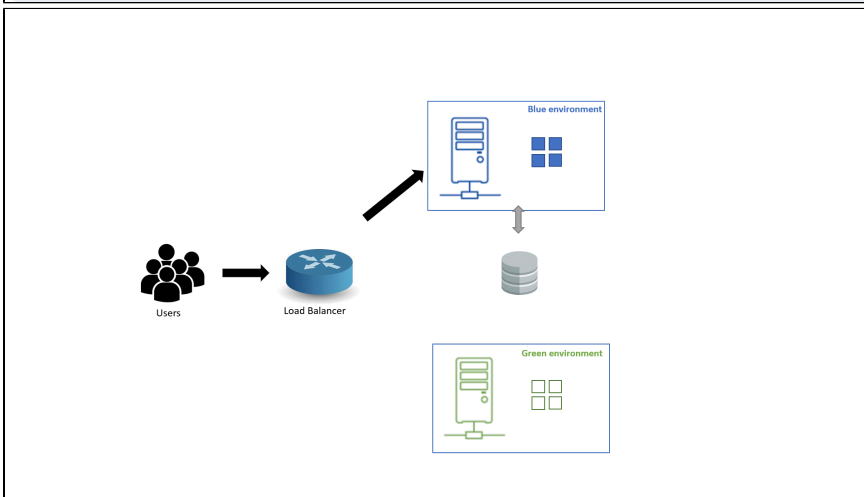 Blue environment
Users
Load Balancer
Green environment